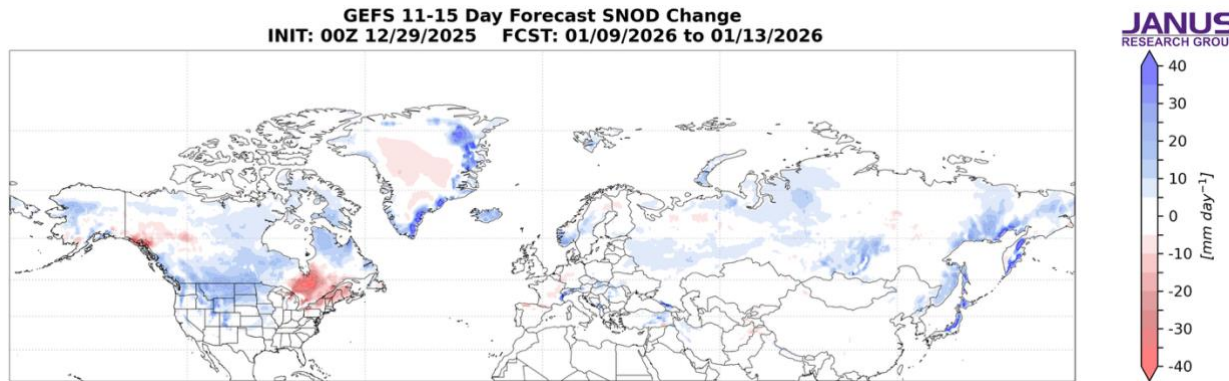 GEFS 11-15 Day Forecast SNOD Change
INIT: 00Z 12/29/2025 FCST: 01/09/2026 to 01/13/2026
JANUS
RESEARCH GROUP
40
30
20
10
0
-10
-20
-30
-40
[mm day⁻¹]